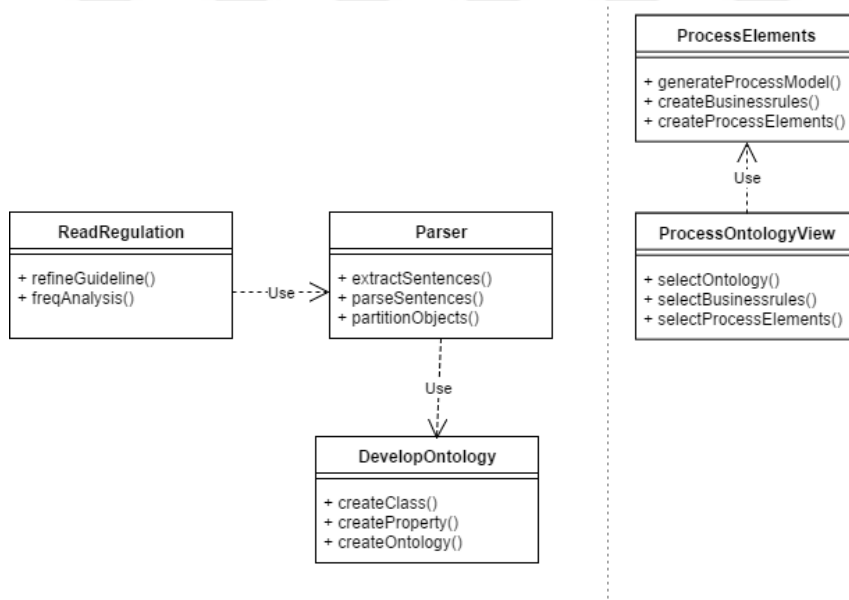 ProcessElements
+ generateProcessModel()
+ createBusinessrules()
+ createProcessElements()
Use
ReadRegulation
+ refineGuideline()
+ freqAnalysis()
Use
Parser
+ extractSentences()
+ parseSentences()
+ partitionObjects()
ProcessOntologyView
+ selectOntology()
+ selectBusinessrules()
+ selectProcessElements()
Use
DevelopOntology
+ createClass()
+ createProperty()
+ createOntology()